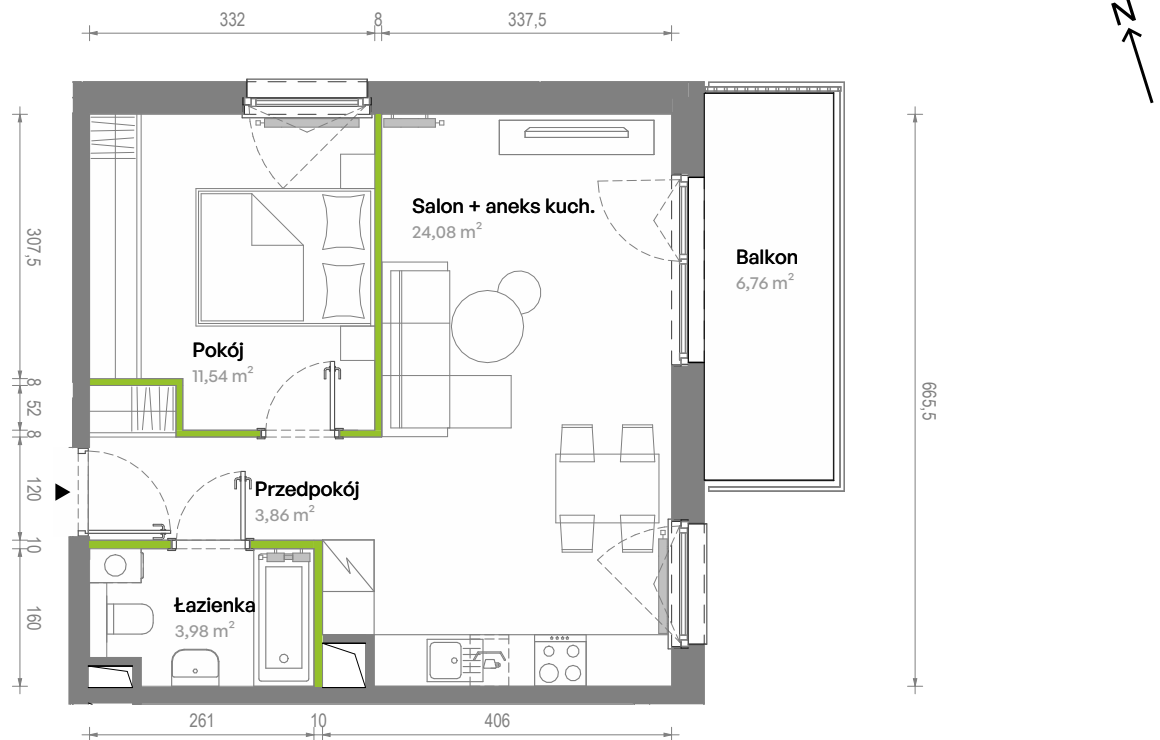 332
8
337,5
N
Salon + aneks kuch.
24,08 m²
307,5
Balkon
6,76 m²
Pokój
11,54 m²
8
52
8
665,5
120
Przedpokój
3,86 m²
10
160
Łazienka
3,98 m²
261
10
406